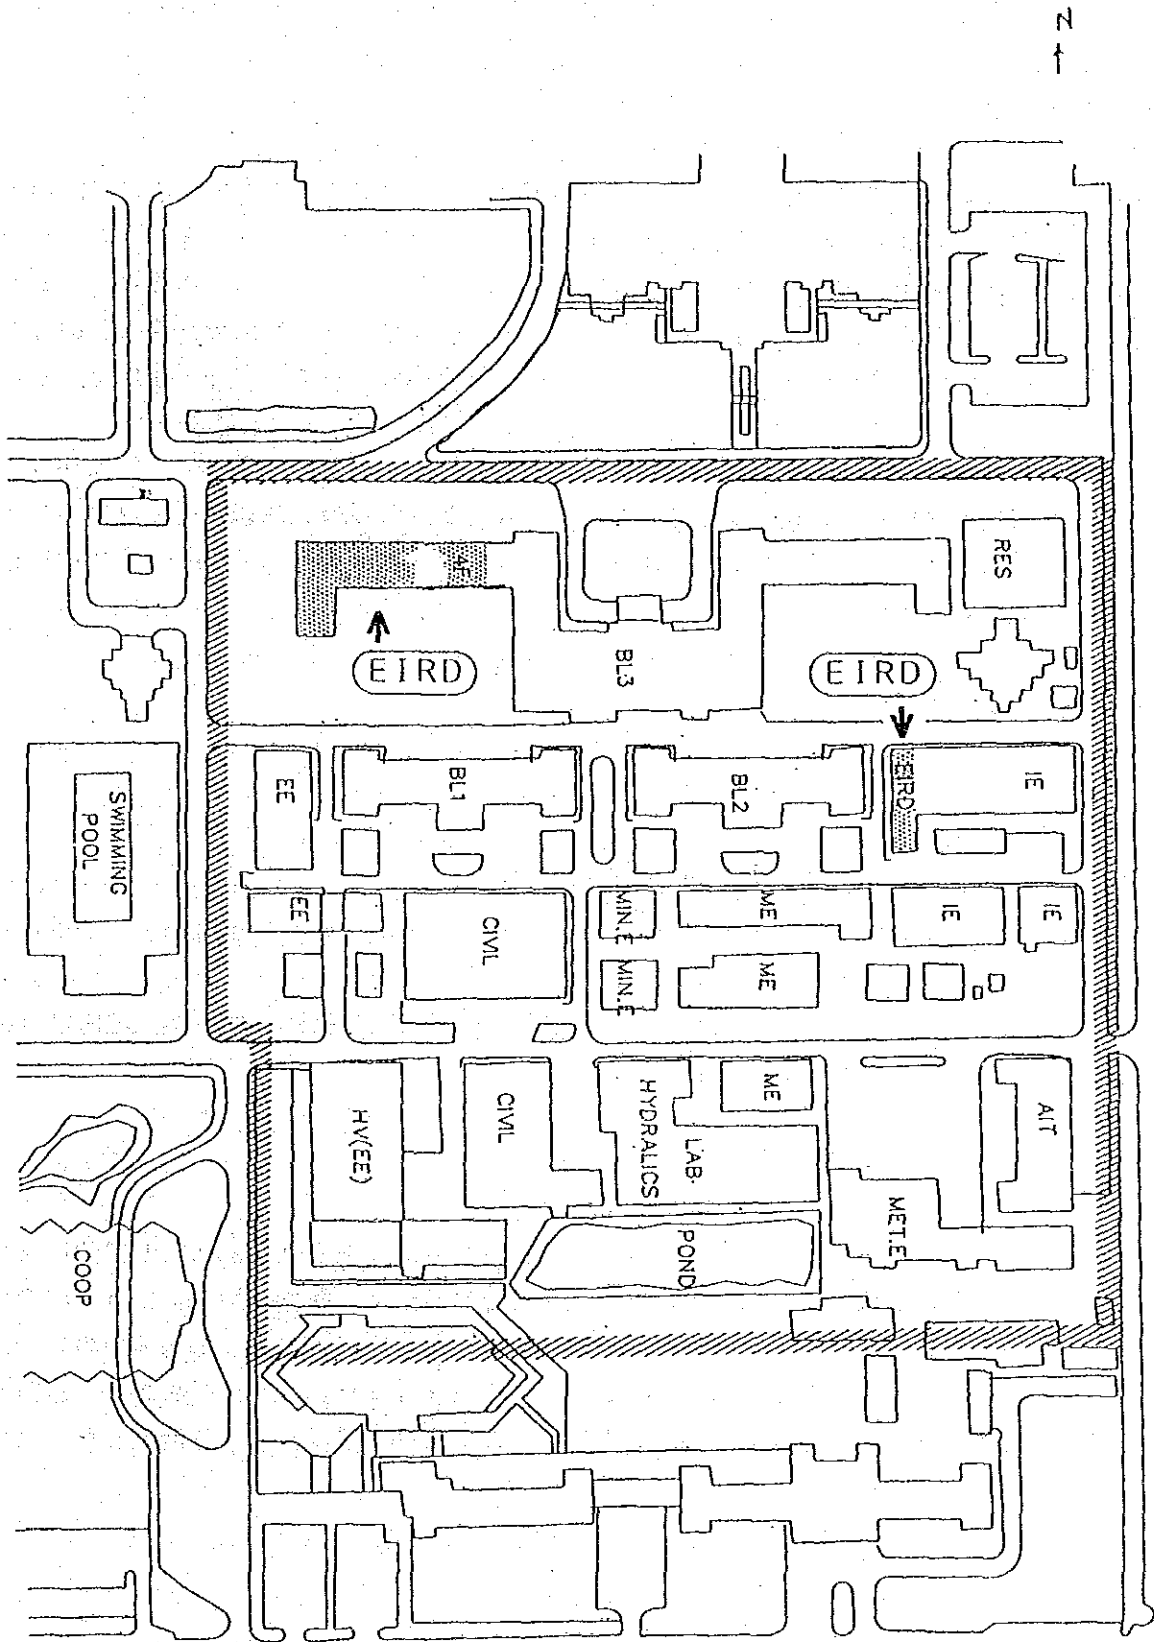 N
RES
4F
BL3
EIRD
EIRD
EE
BL1
BL2
EIRD
IE
SWIMMING
POOL
EE
CIVIL
MIN.E
ME
IE
IE
MIN.E
ME
HV(EE)
CIVIL
HYDRALICS
LAB.
ME
AIT
MET.E
POND
COOP